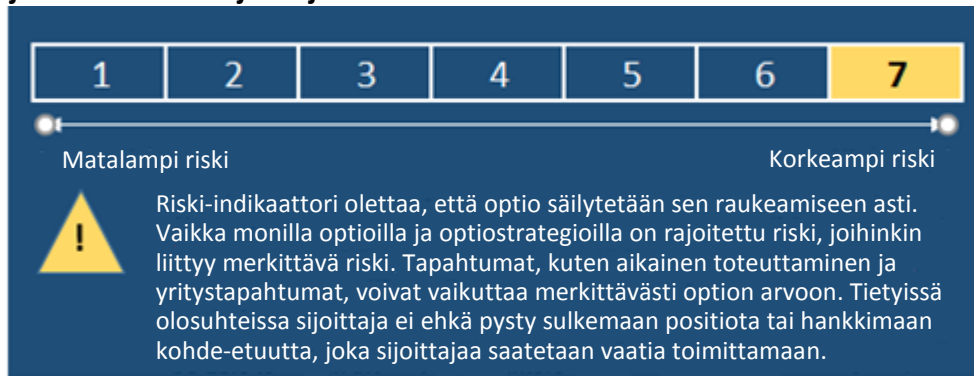 1 2 3 4 5 6 7
Matalampi riski Korkeampi riski
Riski-indikaattori olettaa, että optio säilytetään sen raukeamiseen asti.
! Vaikka monilla optioilla ja optiostrategioilla on rajoitettu riski, joihinkin
liittyy merkittävä riski. Tapahtumat, kuten aikainen toteuttaminen ja
yritystapahtumat, voivat vaikuttaa merkittävästi option arvoon. Tietyissä
olosuhteissa sijoittaja ei ehkä pysty sulkemaan positiota tai hankkimaan
kohde-etuutta, joka sijoittajaa saatetaan vaatia toimittamaan.